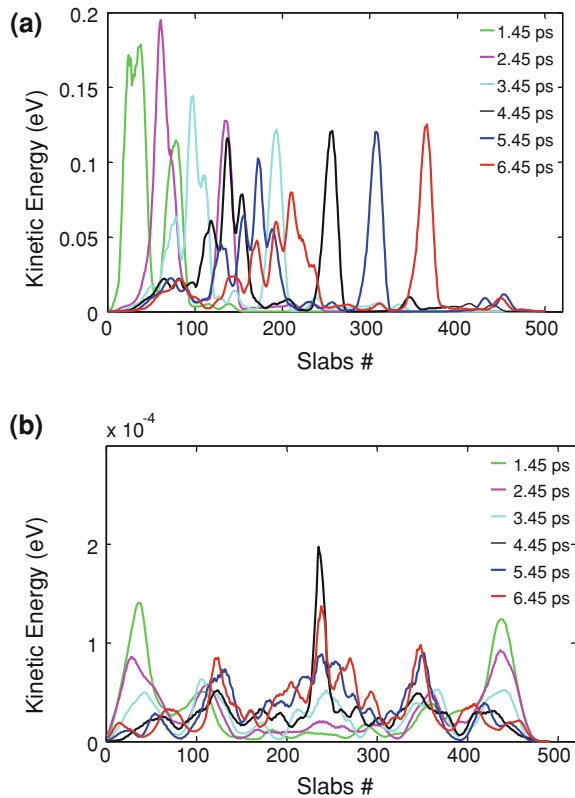 (a)
0.2
0.15
0.1
0.05
0
Kinetic Energy (eV)
1.45 ps
2.45 ps
3.45 ps
4.45 ps
5.45 ps
6.45 ps
0 100 200 300 400 500
Slabs #
(b)
x 10-4
2
1
0
Kinetic Energy (eV)
1.45 ps
2.45 ps
3.45 ps
4.45 ps
5.45 ps
6.45 ps
0 100 200 300 400 500
Slabs #